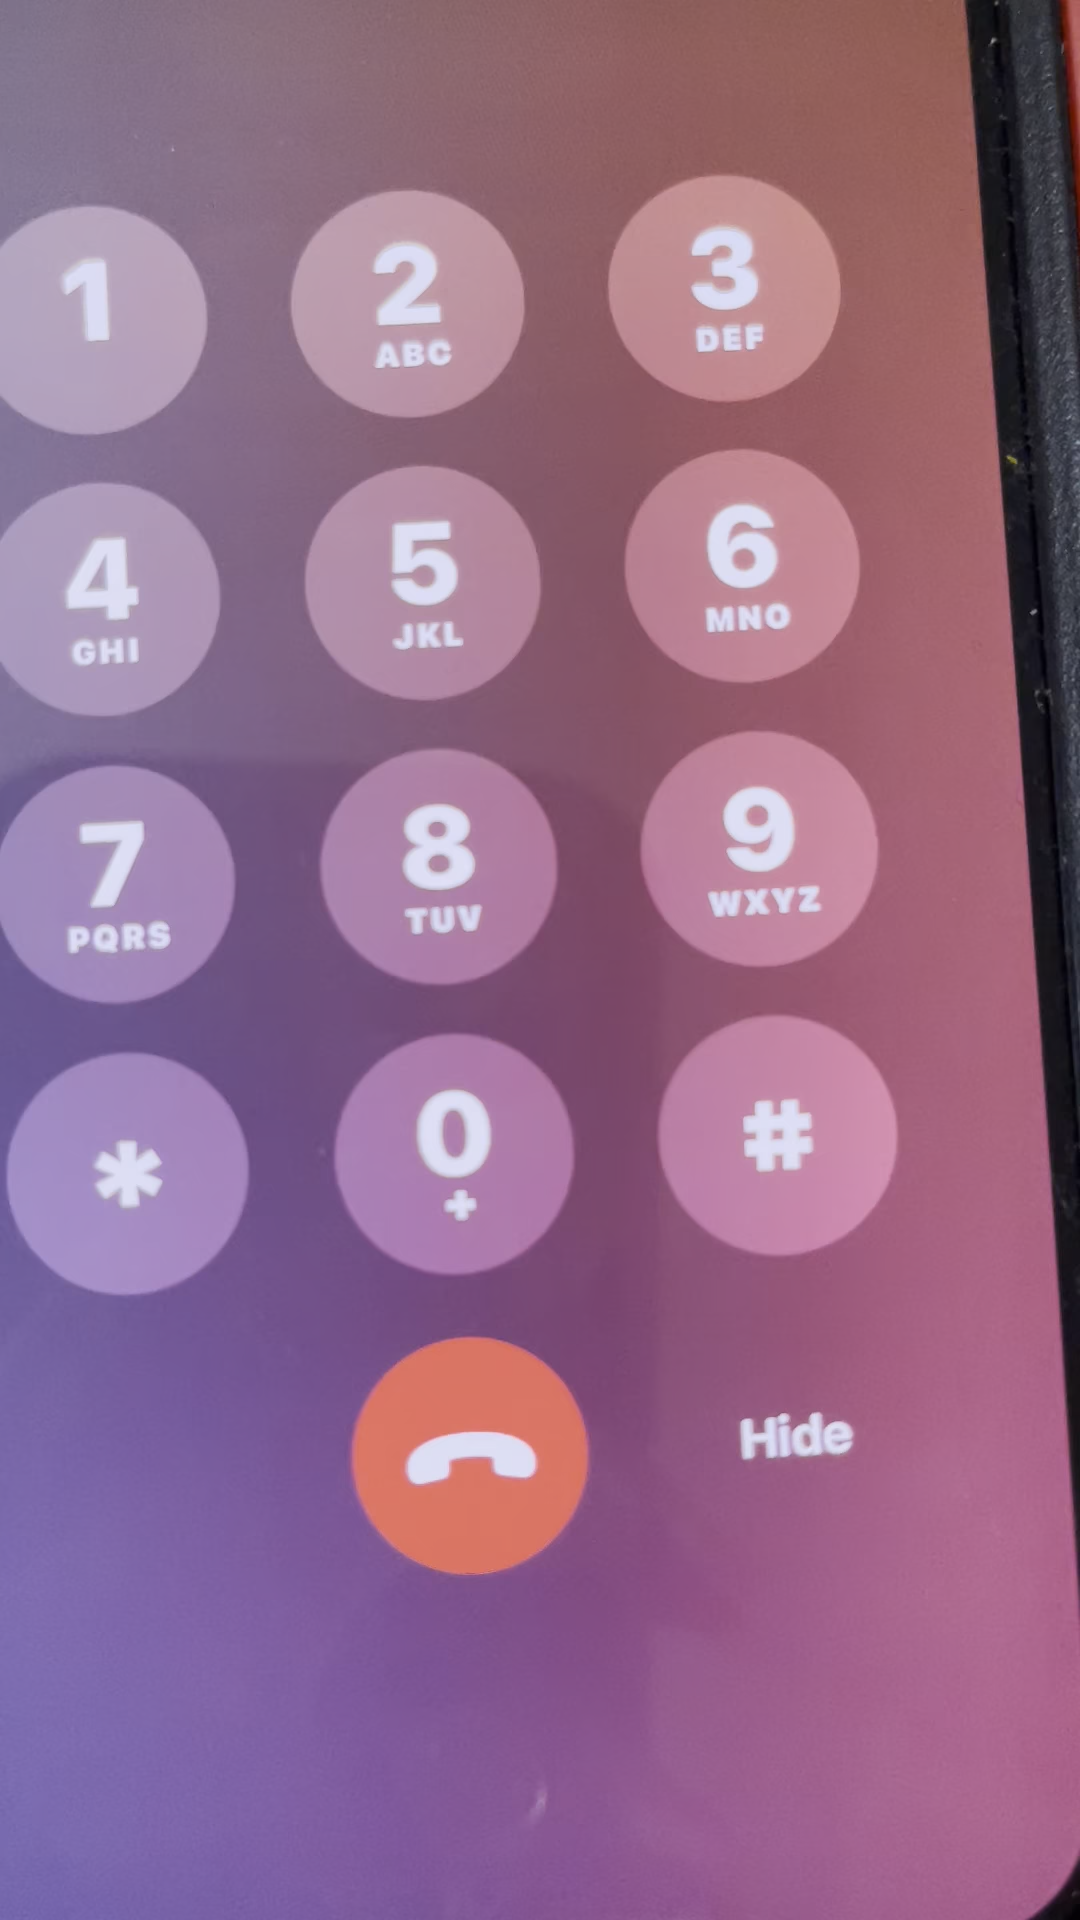 1 2 3
ABC DEF
4 5 6
GHI JKL MNO
7 8 9
PQRS TUV WXYZ
* 0 #
+
Hide